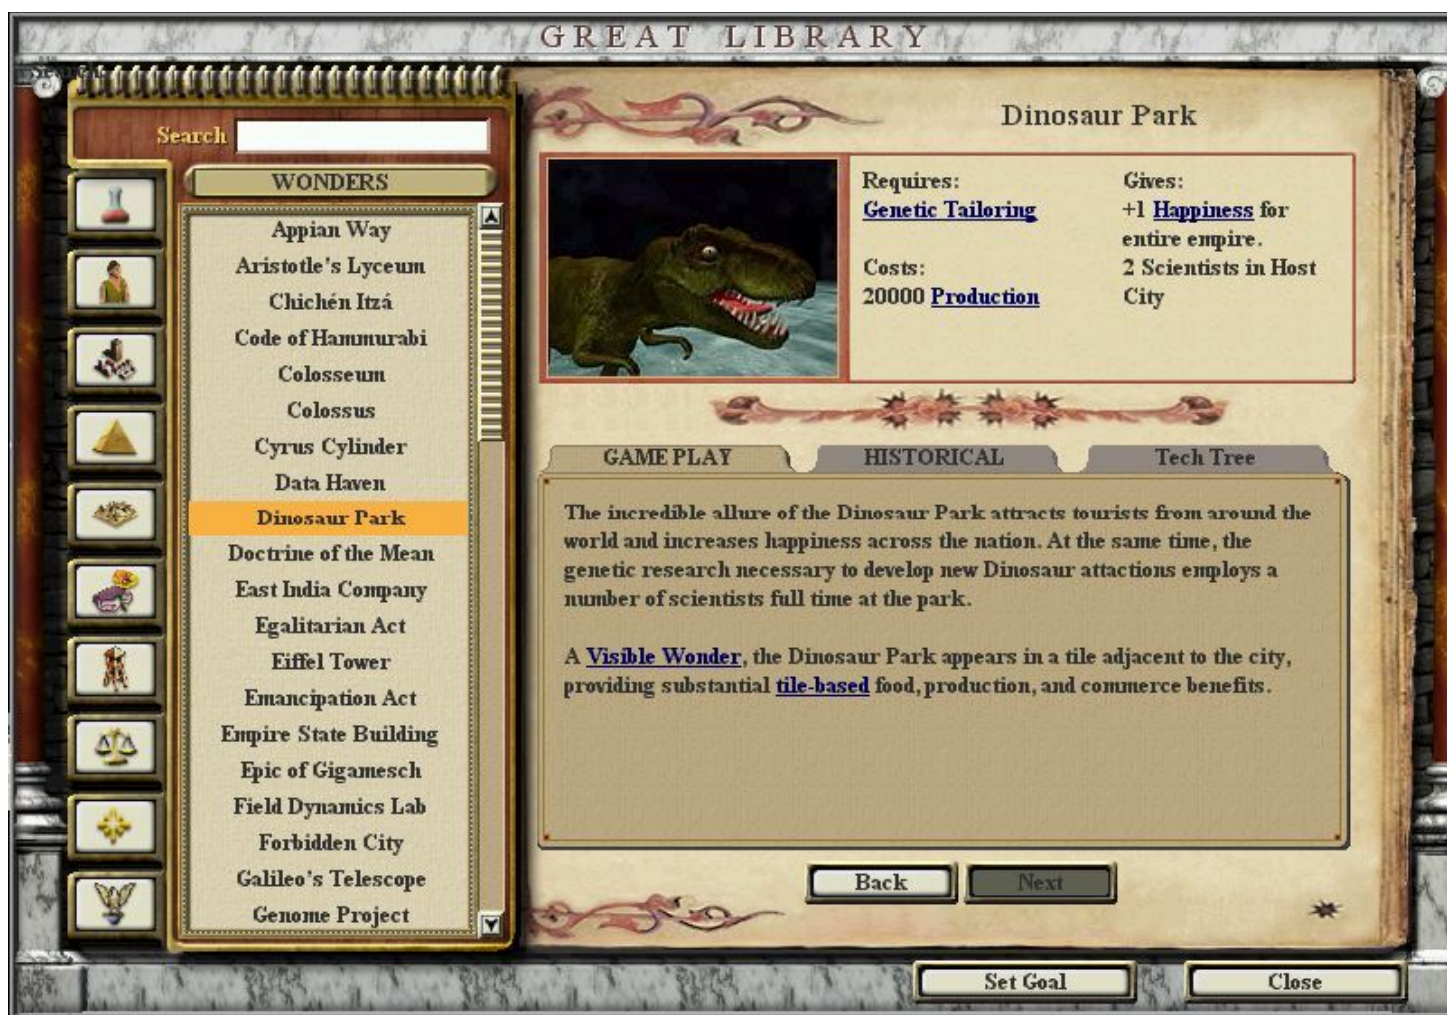 GREAT LIBRARY
Search
WONDERS
Appian Way
Aristotle's Lyceum
Chichén Itzá
Code of Hammurabi
Colosseum
Colossus
Cyrus Cylinder
Data Haven
Dinosaur Park
Doctrine of the Mean
East India Company
Egalitarian Act
Eiffel Tower
Emancipation Act
Empire State Building
Epic of Gigamesch
Field Dynamics Lab
Forbidden City
Galileo's Telescope
Genome Project
Dinosaur Park
Requires:
Genetic Tailoring
Costs:
20000 Production
Gives:
+1 Happiness for
entire empire.
2 Scientists in Host
City
GAMEPLAY
HISTORICAL
Tech Tree
The incredible allure of the Dinosaur Park attracts tourists from around the
world and increases happiness across the nation. At the same time, the
genetic research necessary to develop new Dinosaur attactions employs a
number of scientists full time at the park.
A Visible Wonder, the Dinosaur Park appears in a tile adjacent to the city,
providing substantial tile-based food, production, and commerce benefits.
Back
Next
Set Goal
Close